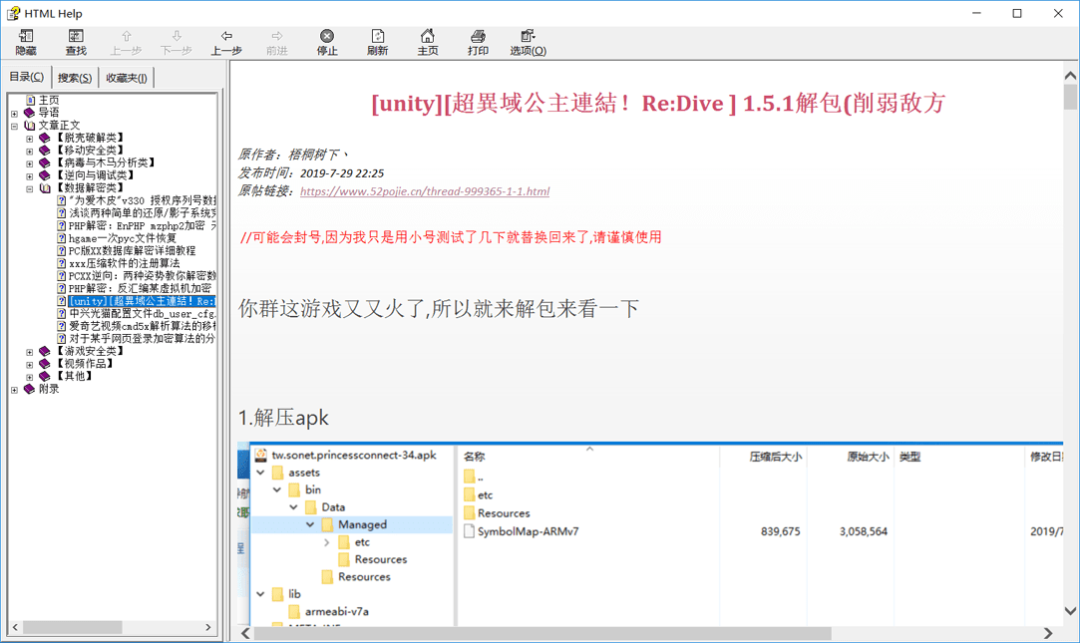 HTML Help
隐藏 查找 上一步 下一步 上一步 前进 停止 刷新 主页 打印 选项(O)
目录(C) 搜索(S) 收藏夹(I)
主页
导语
文章正文
【脱壳破解类】
【移动安全类】
【病毒与木马分析类】
【逆向与调试类】
【数据解密类】
"为爱木皮"v330 授权序列号数
浅谈两种简单的还原/影子系统
PHP解密: EnPHP mzphp2加密
hgame一次pyc文件恢复
PC版XX数据库解密详细教程
xxx压缩软件的注册算法
PCXX逆向: 两种姿势教你解密数
PHP解密: 反汇编某虚拟机加密
[unity][超異域公主連結! Re:
中兴光猫配置文件db_user_cfg.
爱奇艺视频cmd5x解析算法的移
对于某乎网页登录加密算法的分
【游戏安全类】
【视频作品】
【其他】
附录
[unity][超異域公主連結! Re:Dive ] 1.5.1解包(削弱敌方
原作者: 梧桐树下、
发布时间: 2019-7-29 22:25
原帖链接: https://www.52pojie.cn/thread-999365-1-1.html
//可能会封号,因为我只是用小号测试了几下就替换回来了,请谨慎使用
你群这游戏又又火了,所以就来解包来看一下
1.解压apk
tw.sonet.princessconnect-34.apk
assets
bin
Data
Managed
etc
Resources
Resources
lib
armeabi-v7a
名称 压缩后大小 原始大小 类型 修改日
..
etc
Resources
SymbolMap-ARMv7 839,675 3,058,564 2019/7